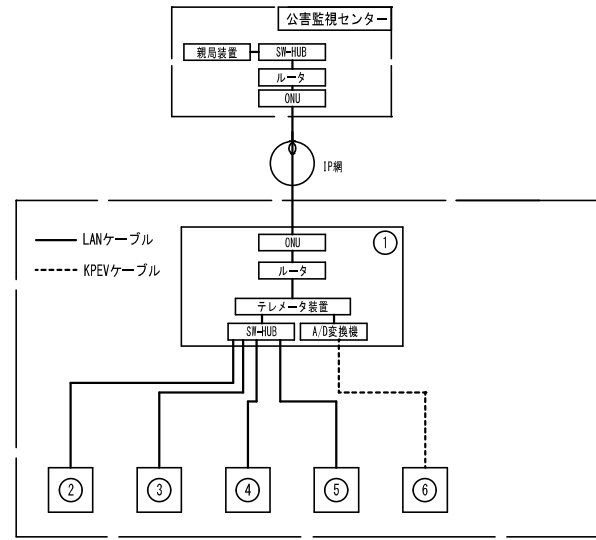 公害監視センター
親局装置
SW-HUB
ルータ
ONU
IP網
LANケーブル
KPEVケーブル
ONU
①
ルータ
テレメータ装置
SW-HUB
A/D変換機
②
③
④
⑤
⑥